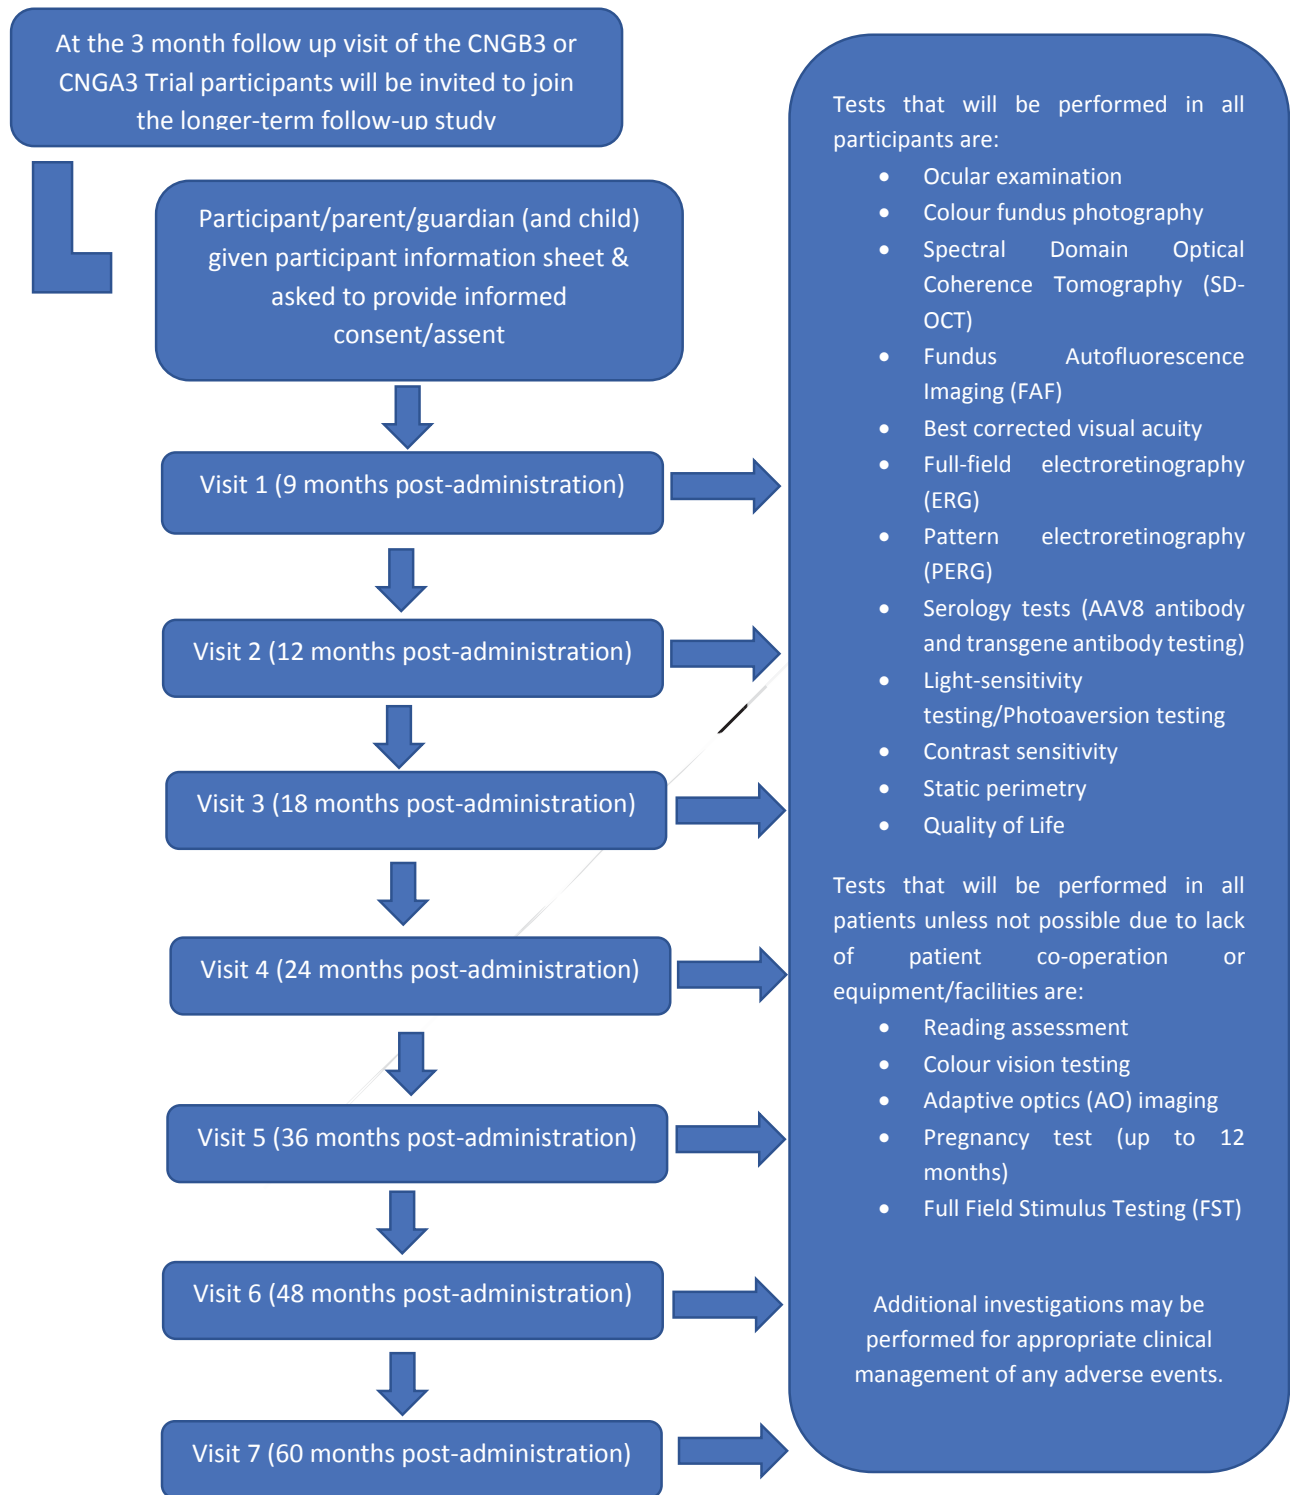 At the 3 month follow up visit of the CNGB3 or
CNGA3 Trial participants will be invited to join
the longer-term follow-up study
Participant/parent/guardian (and child)
given participant information sheet &
asked to provide informed
consent/assent
Visit 1 (9 months post-administration)
Visit 2 (12 months post-administration)
Visit 3 (18 months post-administration)
Visit 4 (24 months post-administration)
Visit 5 (36 months post-administration)
Visit 6 (48 months post-administration)
Visit 7 (60 months post-administration)
Tests that will be performed in all
participants are:
• Ocular examination
• Colour fundus photography
• Spectral Domain Optical
Coherence Tomography (SD-
OCT)
• Fundus Autofluorescence
Imaging (FAF)
• Best corrected visual acuity
• Full-field electroretinography
(ERG)
• Pattern electroretinography
(PERG)
• Serology tests (AAV8 antibody
and transgene antibody testing)
• Light-sensitivity
testing/Photoaversion testing
• Contrast sensitivity
• Static perimetry
• Quality of Life
Tests that will be performed in all
patients unless not possible due to lack
of patient co-operation or
equipment/facilities are:
• Reading assessment
• Colour vision testing
• Adaptive optics (AO) imaging
• Pregnancy test (up to 12
months)
• Full Field Stimulus Testing (FST)
Additional investigations may be
performed for appropriate clinical
management of any adverse events.